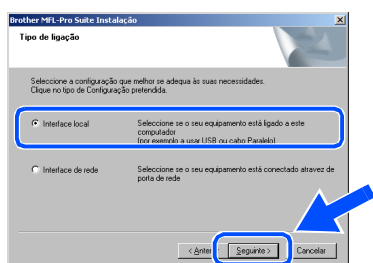 Brother MFL-Pro Suite Instalação
Tipo de ligação
Seleccione a configuração que melhor se adequa às suas necessidades.
Clique no tipo de Configuração pretendida.
Interface local
Seleccione se o seu equipamento está ligado a este
computador
(por exemplo a usar USB ou cabo Paralelo)
Interface de rede
Seleccione se o seu equipamento está conectado atravez de
porta de rede
< Anter
Seguinte >
Cancelar